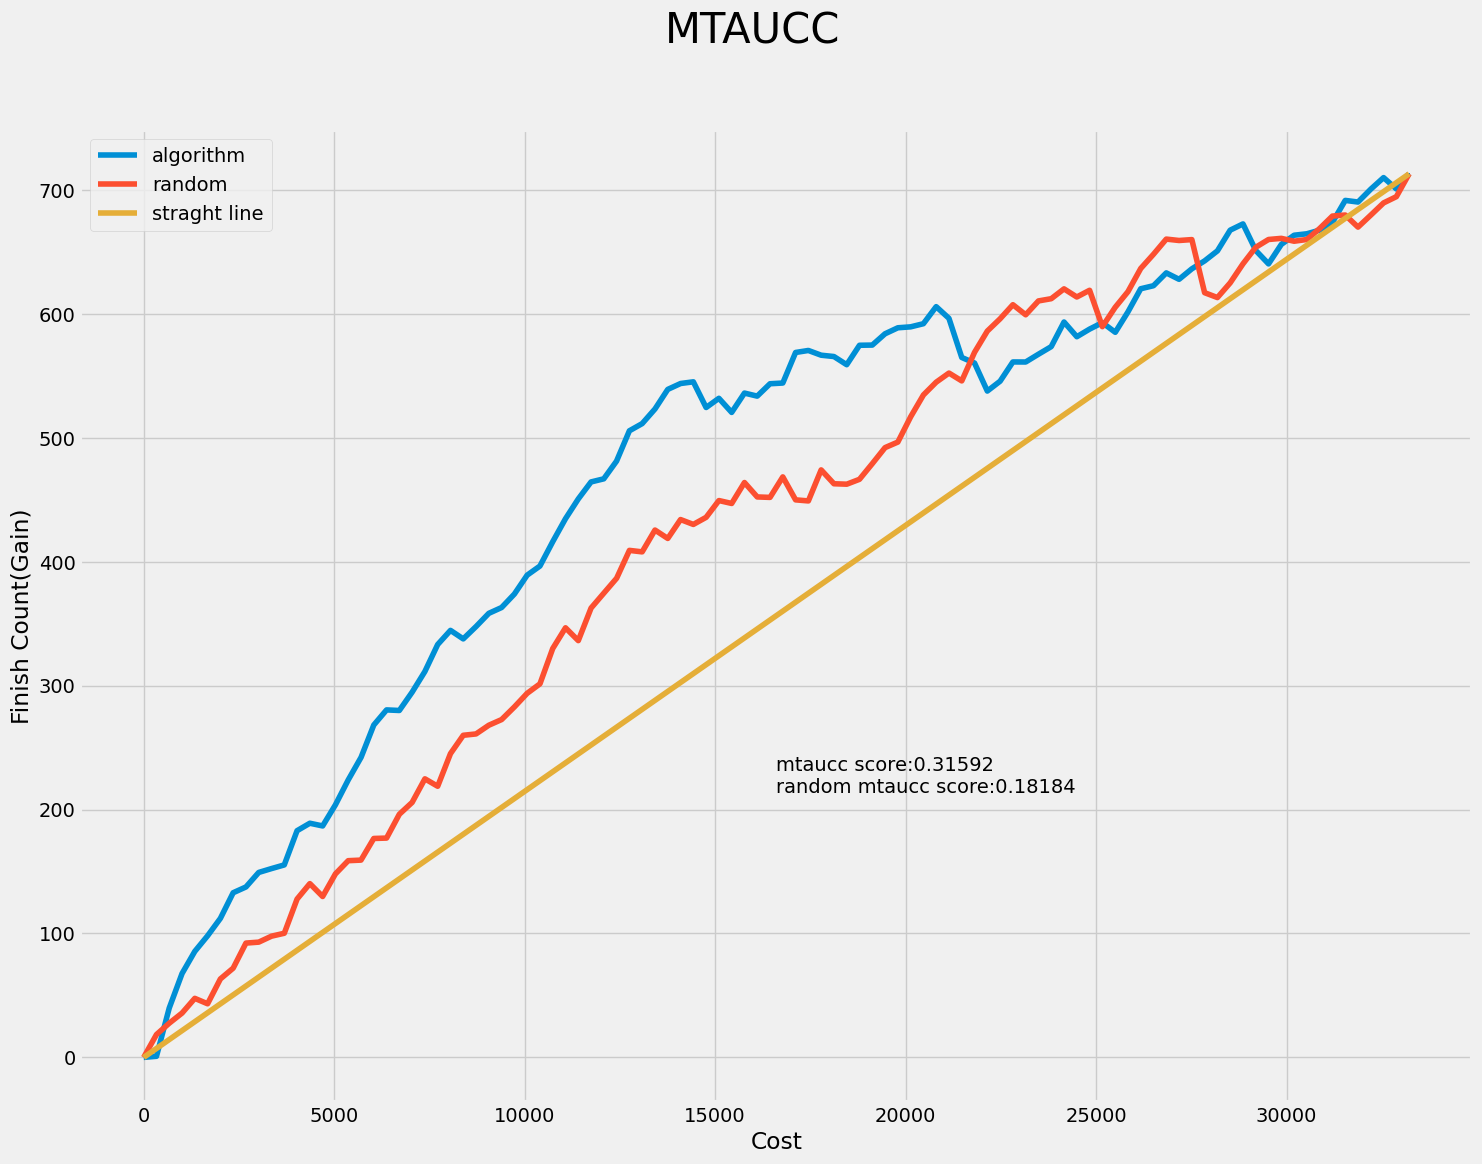 MTAUCC
algorithm
random
straght line
700
600
500
400
300
200
100
0
Finish Count(Gain)
mtaucc score:0.31592
random mtaucc score:0.18184
0 5000 10000 15000 20000 25000 30000
Cost